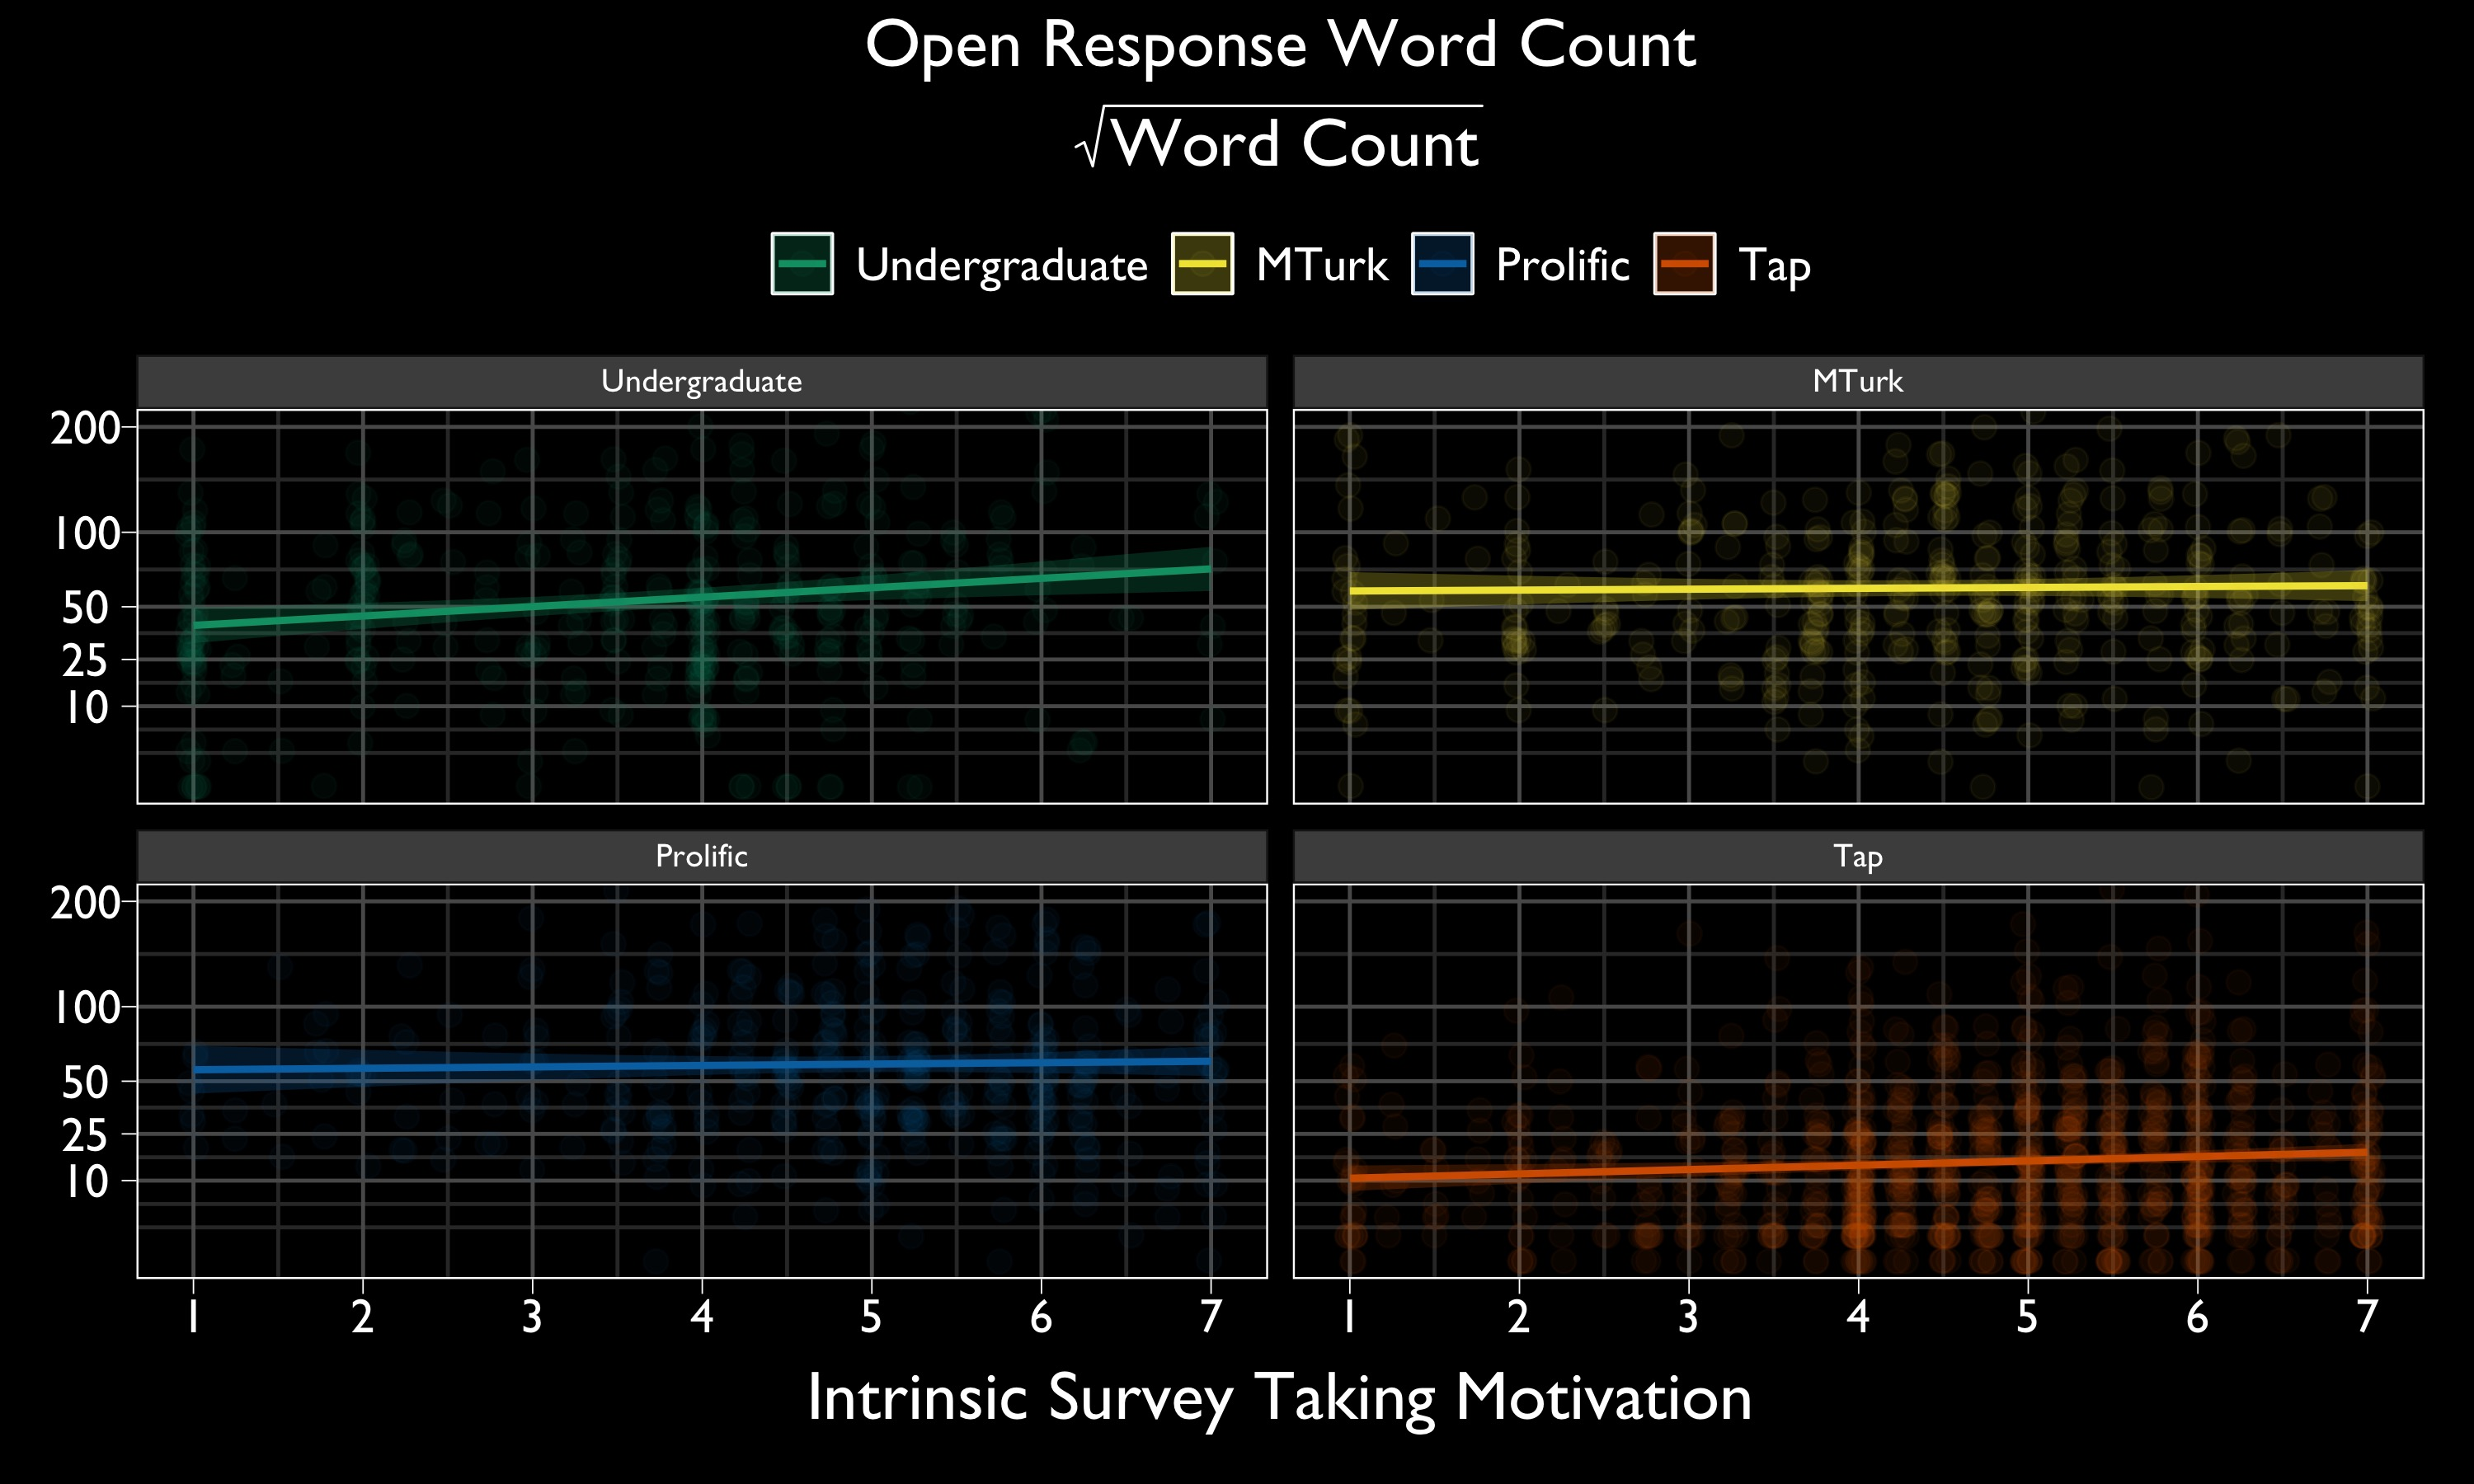 Open Response Word Count
√Word Count
Undergraduate MTurk Prolific Tap
Undergraduate MTurk
200
100
50
25
10
Prolific Tap
200
100
50
25
10
1 2 3 4 5 6 7 1 2 3 4 5 6 7
Intrinsic Survey Taking Motivation